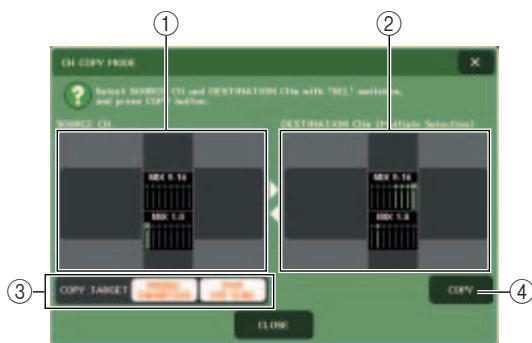 ① ②
CH COPY MODE ×
? Select SOURCE CH and DESTINATION CHs with "SEL" switches,
and press COPY button.
SOURCE CH DESTINATION CHs (Multiple Selection)
MIX 9-16 MIX 9-16
MIX 1-8 MIX 1-8
③ COPY TARGET COPY ④
CLOSE